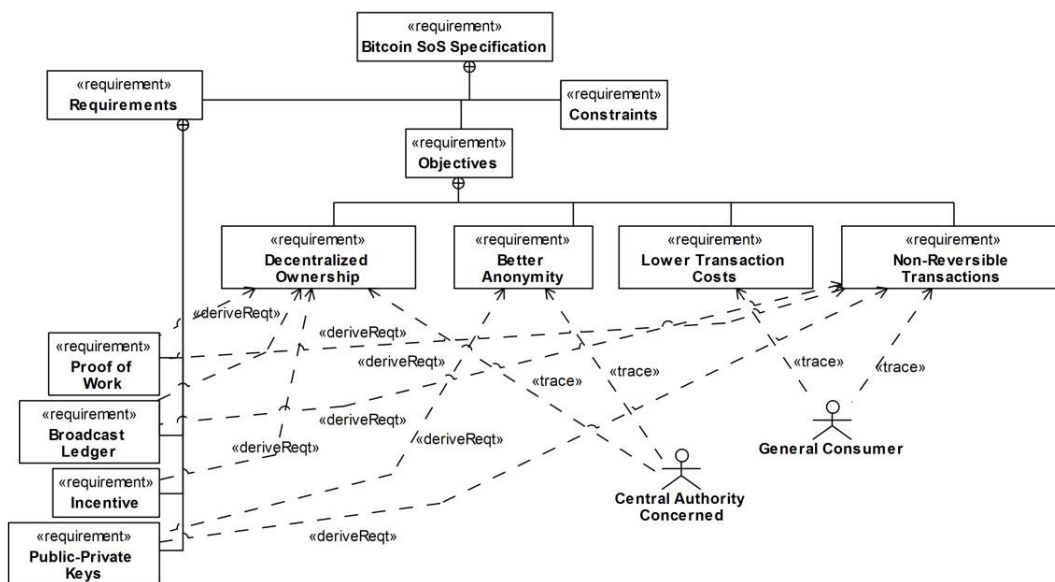 «requirement»
Bitcoin SoS Specification
«requirement»
Requirements
«requirement»
Constraints
«requirement»
Objectives
«requirement»
Decentralized
Ownership
«requirement»
Better
Anonymity
«requirement»
Lower Transaction
Costs
«requirement»
Non-Reversible
Transactions
«deriveReqt»
«deriveReqt»
«deriveReqt»
«deriveReqt»
«trace»
«trace»
«trace»
«requirement»
Proof of
Work
«requirement»
Broadcast
Ledger
«deriveReqt»
«deriveReqt»
«deriveReqt»
General Consumer
«requirement»
Incentive
Central Authority
Concerned
«requirement»
Public-Private
Keys
«deriveReqt»